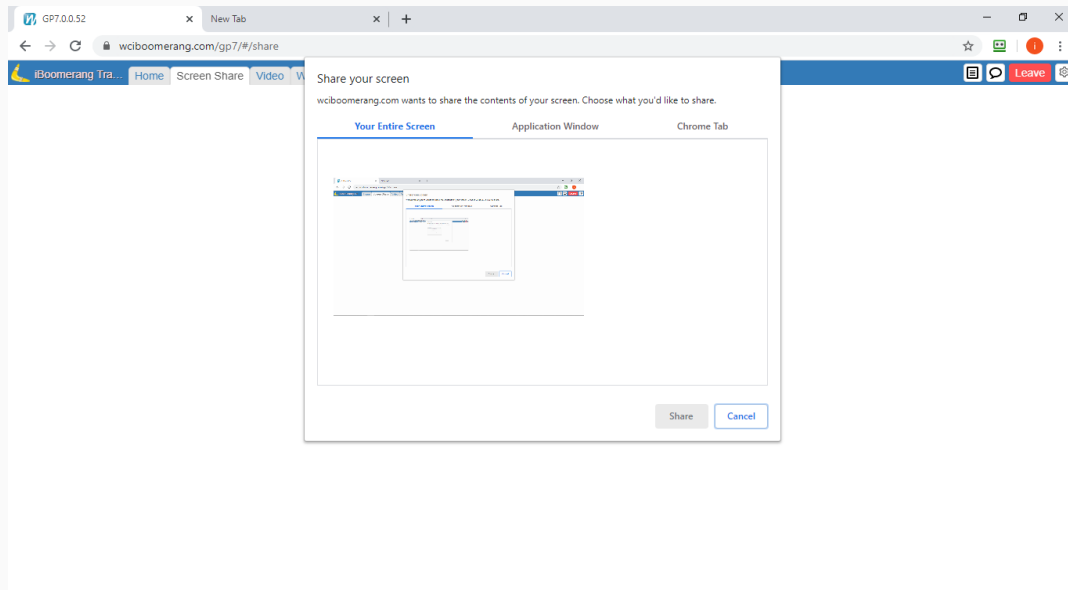 GP7.0.0.52
New Tab
wciboomerang.com/gp7/#/share
i
iBoomerang Tra... Home Screen Share Video W
Leave
Share your screen
wciboomerang.com wants to share the contents of your screen. Choose what you'd like to share.
Your Entire Screen Application Window Chrome Tab
Share Cancel